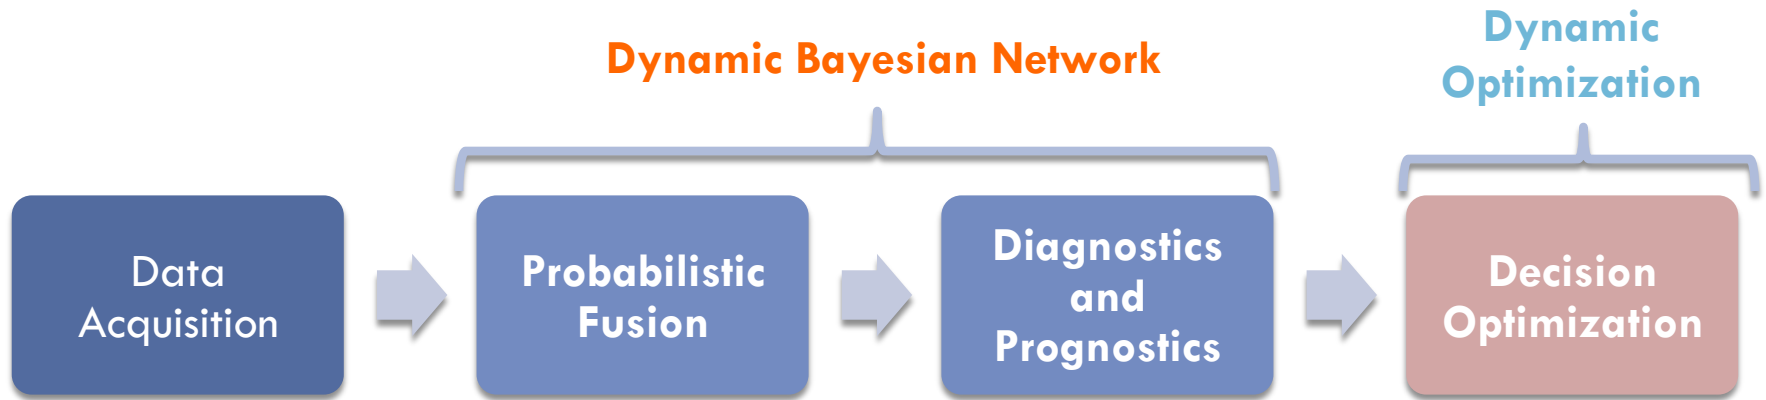 Dynamic Bayesian Network
Dynamic
Optimization
Data
Acquisition
Probabilistic
Fusion
Diagnostics
and
Prognostics
Decision
Optimization